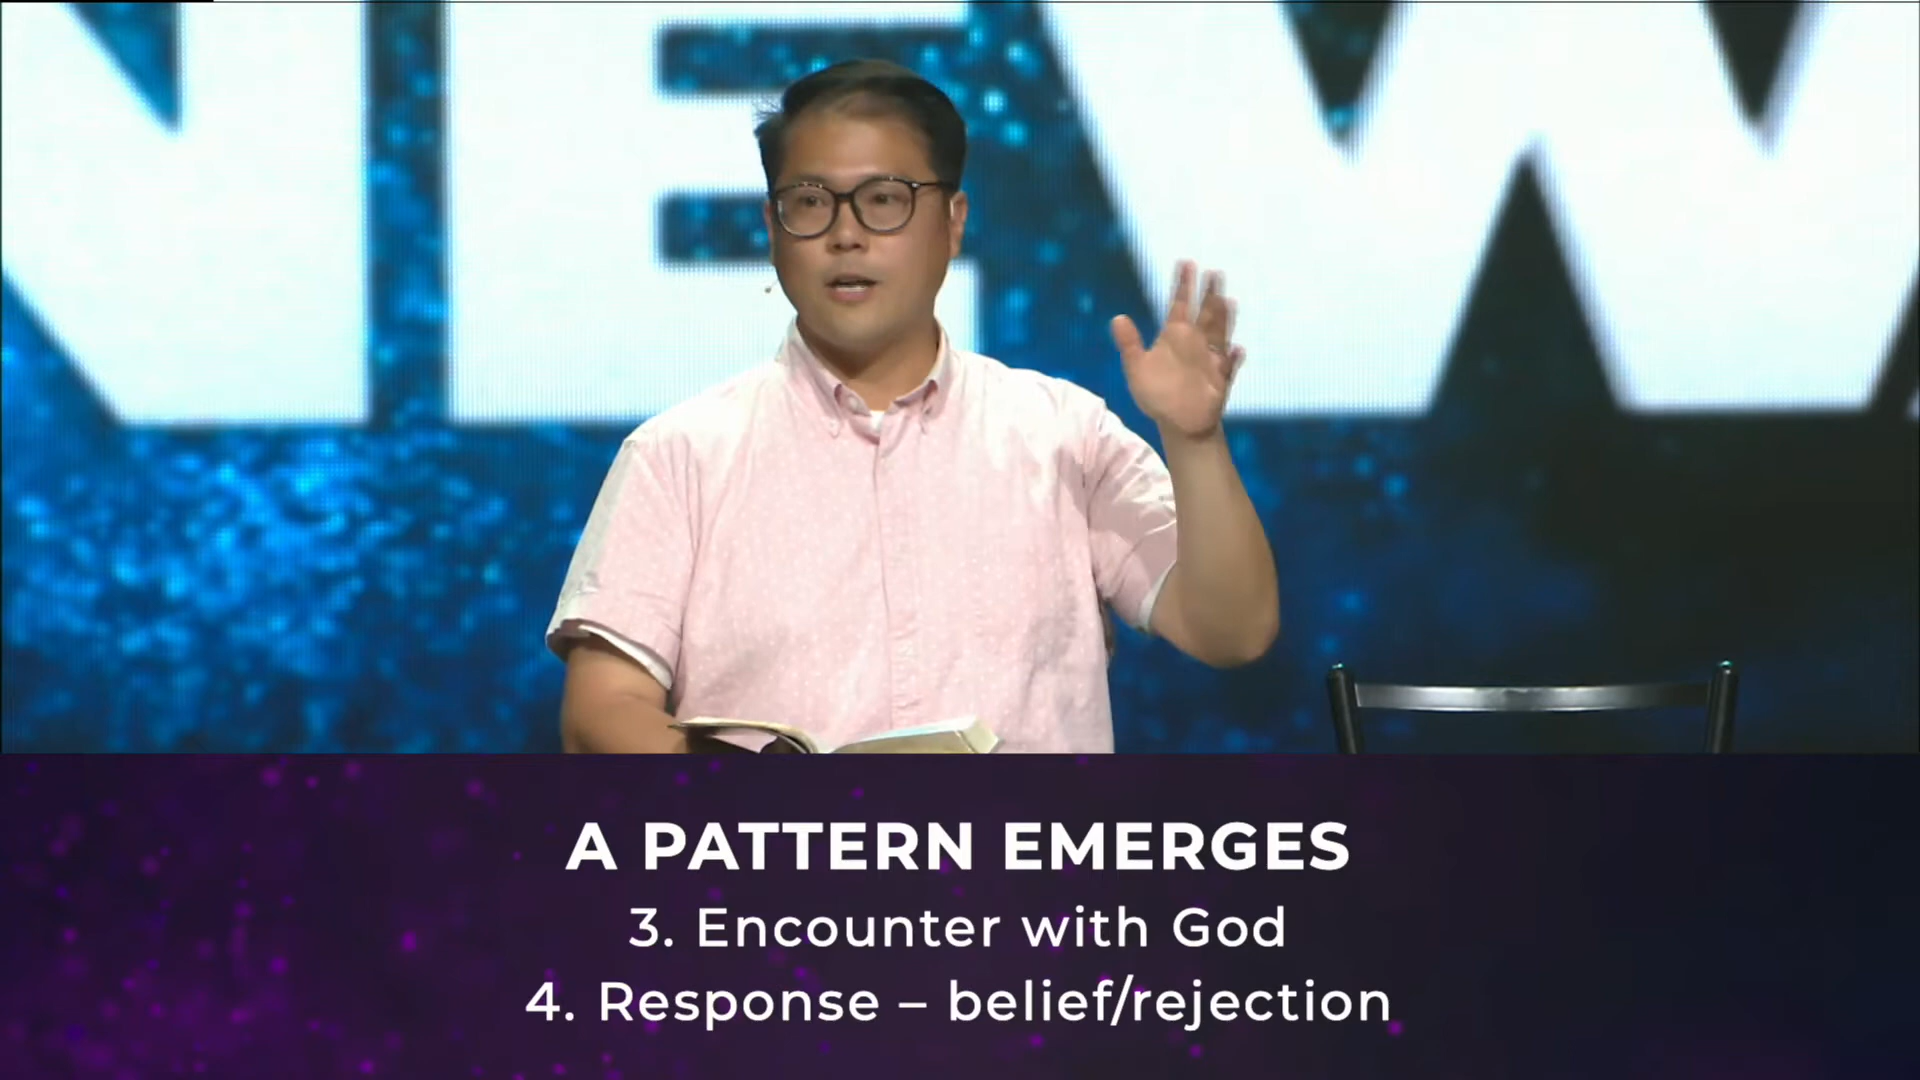 NEW
A PATTERN EMERGES
3. Encounter with God
4. Response – belief/rejection